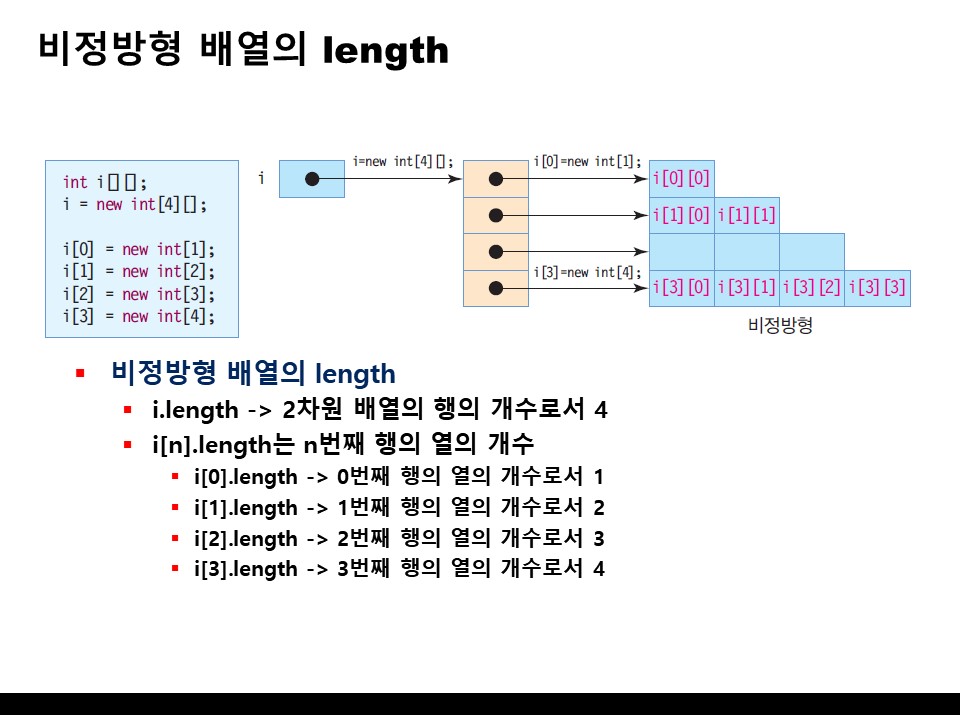 비정방형 배열의 length
int i[][];
i = new int[4][];
i[0] = new int[1];
i[1] = new int[2];
i[2] = new int[3];
i[3] = new int[4];
i
i=new int[4][];
i[0]=new int[1];
i[3]=new int[4];
i[0][0]
i[1][0] i[1][1]
i[3][0] i[3][1] i[3][2] i[3][3]
비정방형
비정방형 배열의 length
i.length -> 2차원 배열의 행의 개수로서 4
i[n].length는 n번째 행의 열의 개수
i[0].length -> 0번째 행의 열의 개수로서 1
i[1].length -> 1번째 행의 열의 개수로서 2
i[2].length -> 2번째 행의 열의 개수로서 3
i[3].length -> 3번째 행의 열의 개수로서 4